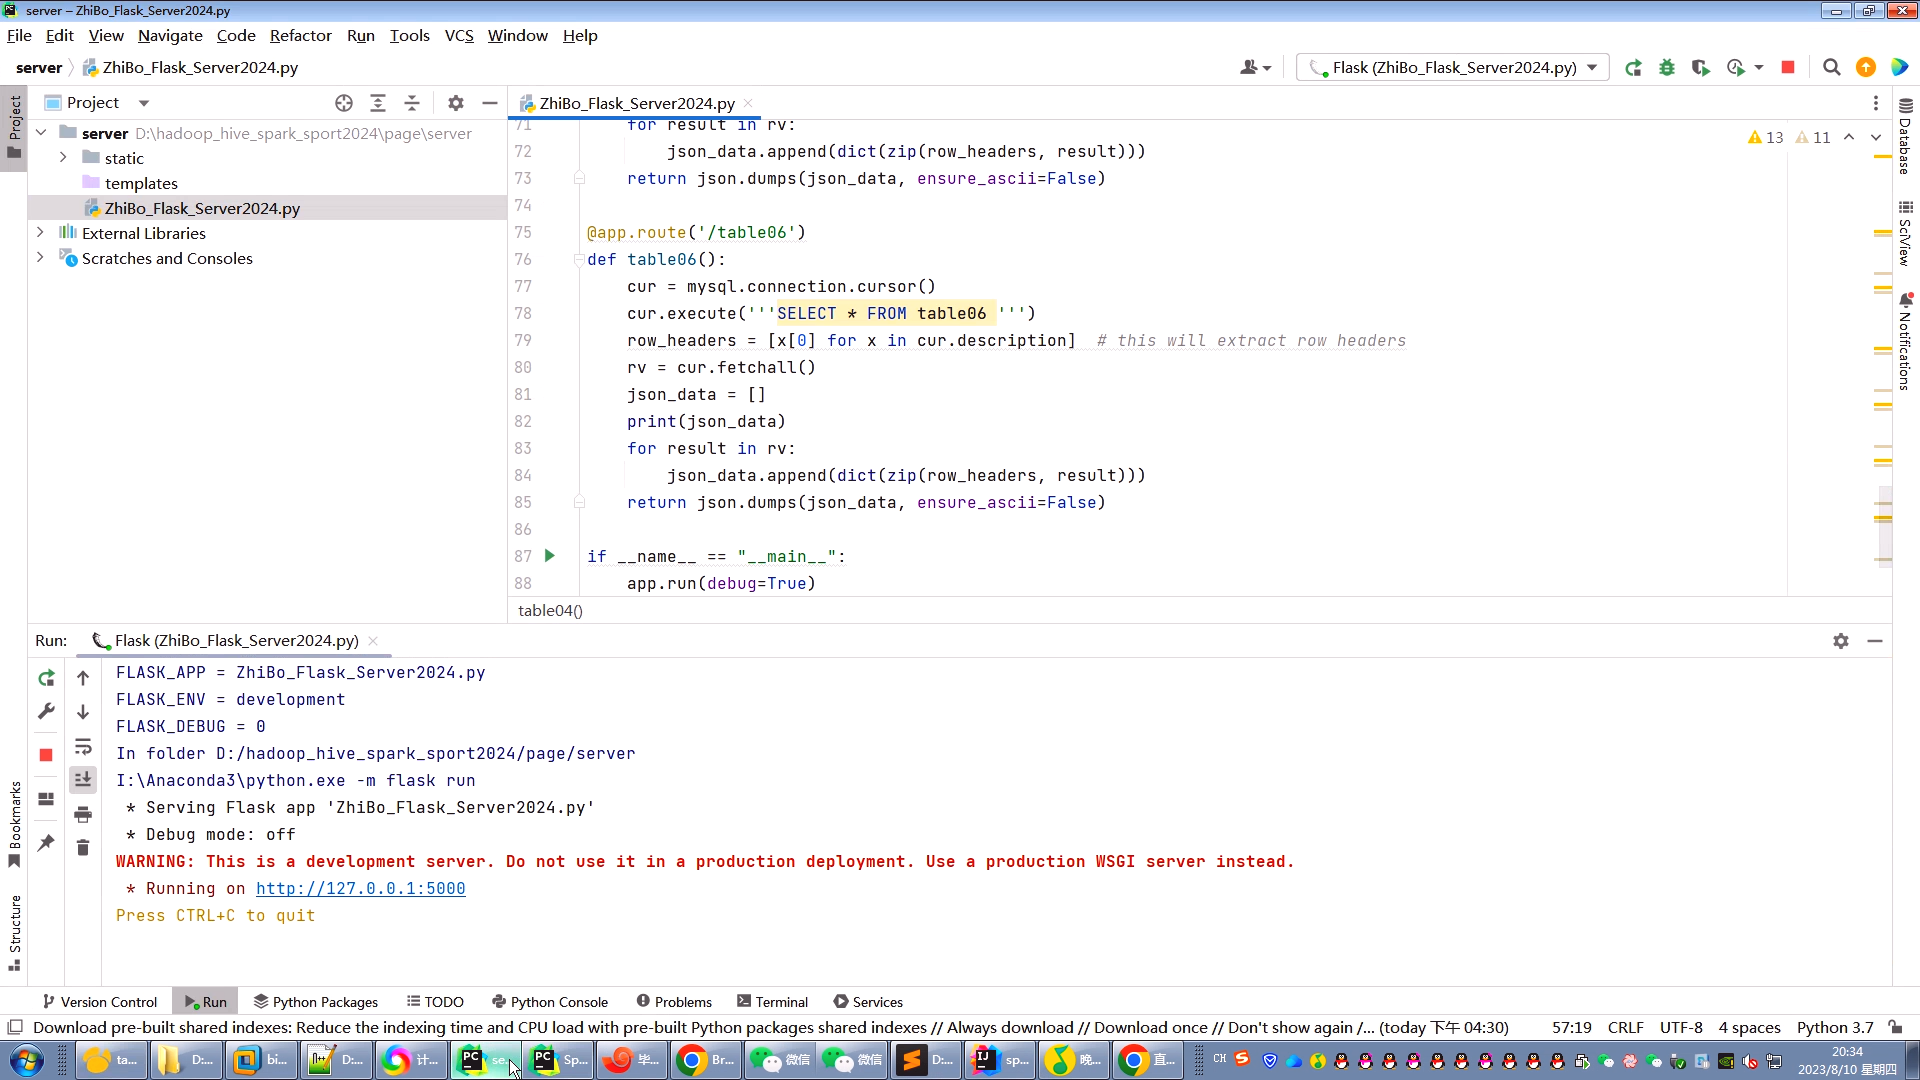 server – ZhiBo_Flask_Server2024.py
File Edit View Navigate Code Refactor Run Tools VCS Window Help
server ZhiBo_Flask_Server2024.py
Flask (ZhiBo_Flask_Server2024.py)
Project
ZhiBo_Flask_Server2024.py
Project
server D:\hadoop_hive_spark_sport2024\page\server
static
templates
ZhiBo_Flask_Server2024.py
External Libraries
Scratches and Consoles
13 11
71 for result in rv:
72 json_data.append(dict(zip(row_headers, result)))
73 return json.dumps(json_data, ensure_ascii=False)
74
75 @app.route('/table06')
76 def table06():
77 cur = mysql.connection.cursor()
78 cur.execute('''SELECT * FROM table06 ''')
79 row_headers = [x[0] for x in cur.description]  # this will extract row headers
80 rv = cur.fetchall()
81 json_data = []
82 print(json_data)
83 for result in rv:
84 json_data.append(dict(zip(row_headers, result)))
85 return json.dumps(json_data, ensure_ascii=False)
86
87 if __name__ == "__main__":
88 app.run(debug=True)
table04()
Database
SciView
Notifications
Run: Flask (ZhiBo_Flask_Server2024.py)
FLASK_APP = ZhiBo_Flask_Server2024.py
FLASK_ENV = development
FLASK_DEBUG = 0
In folder D:/hadoop_hive_spark_sport2024/page/server
I:\Anaconda3\python.exe -m flask run
* Serving Flask app 'ZhiBo_Flask_Server2024.py'
* Debug mode: off
WARNING: This is a development server. Do not use it in a production deployment. Use a production WSGI server instead.
* Running on http://127.0.0.1:5000
Press CTRL+C to quit
Bookmarks
Structure
Version Control Run Python Packages TODO Python Console Problems Terminal Services
Download pre-built shared indexes: Reduce the indexing time and CPU load with pre-built Python packages shared indexes // Always download // Download once // Don't show again /... (today 下午 04:30) 57:19 CRLF UTF-8 4 spaces Python 3.7
ta... D:... bi... D:... 计... se... Sp... 毕... Br... 微信 微信 D:... sp... 晚... 直... CH
20:34
2023/8/10 星期四